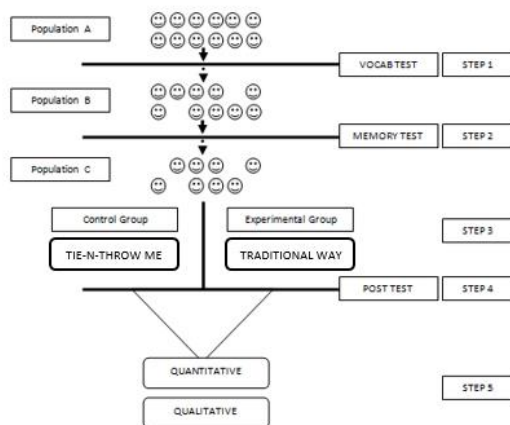 Population A
VOCAB TEST STEP 1
Population B
MEMORY TEST STEP 2
Population C
Control Group Experimental Group
STEP 3
TIE-N-THROW ME TRADITIONAL WAY
POST TEST STEP 4
QUANTITATIVE
STEP 5
QUALITATIVE